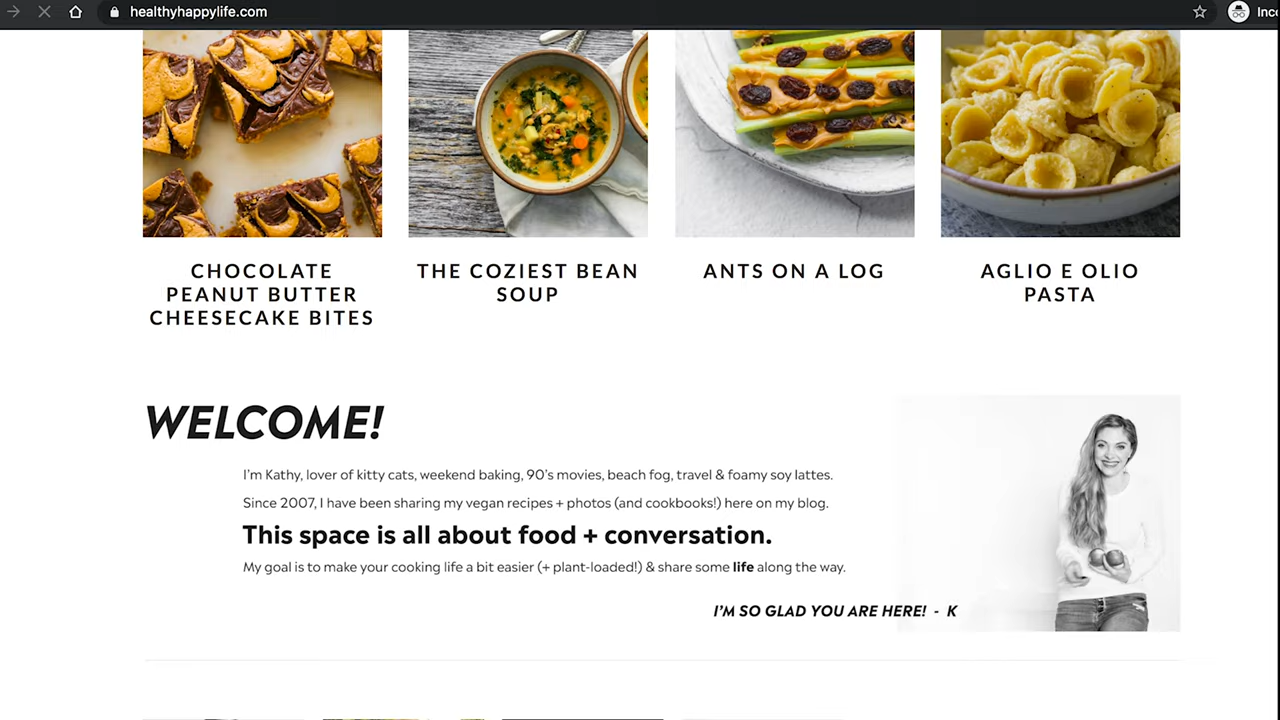 healthyhappylife.com
Inc
CHOCOLATE
PEANUT BUTTER
CHEESECAKE BITES
THE COZIEST BEAN
SOUP
ANTS ON A LOG
AGLIO E OLIO
PASTA
WELCOME!
I'm Kathy, lover of kitty cats, weekend baking, 90's movies, beach fog, travel & foamy soy lattes.
Since 2007, I have been sharing my vegan recipes + photos (and cookbooks!) here on my blog.
This space is all about food + conversation.
My goal is to make your cooking life a bit easier (+ plant-loaded!) & share some life along the way.
I'M SO GLAD YOU ARE HERE! - K